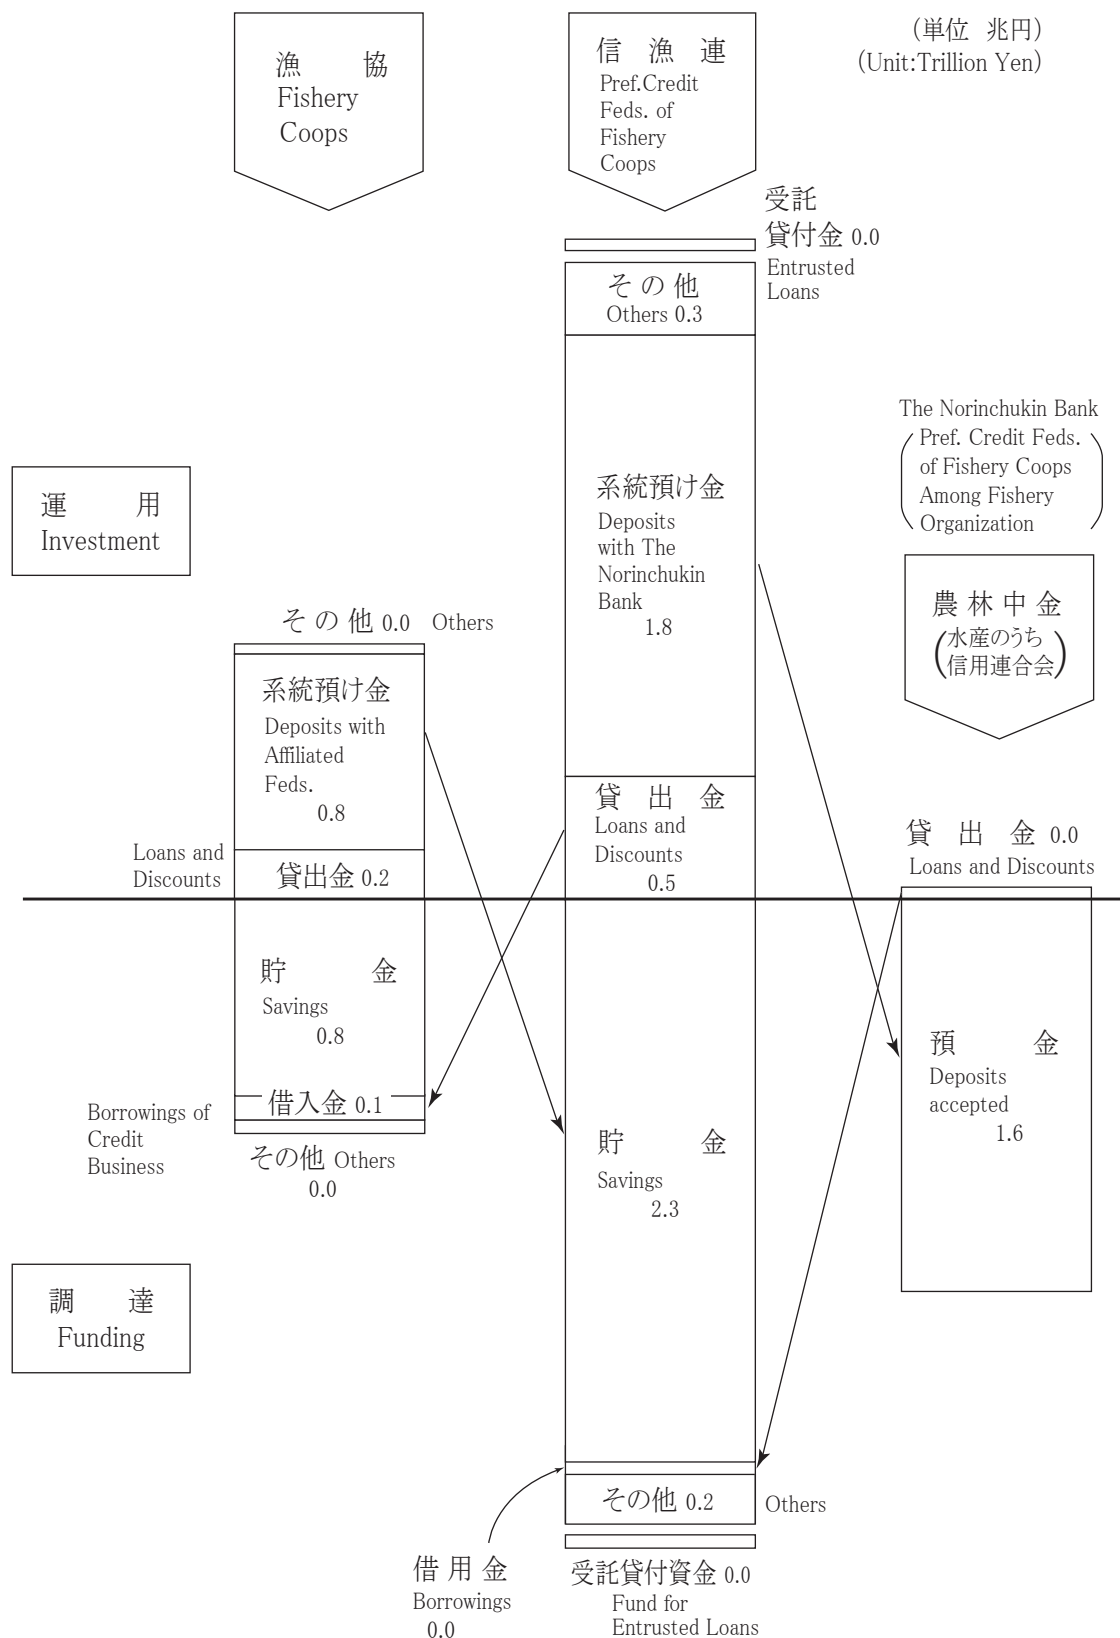 (単位 兆円)
(Unit:Trillion Yen)
漁 協
Fishery
Coops
信 漁 連
Pref.Credit
Feds. of
Fishery
Coops
受託
貸付金 0.0
Entrusted
Loans
その他
Others 0.3
系統預け金
Deposits
with The
Norinchukin
Bank
1.8
貸 出 金
Loans and
Discounts
0.5
The Norinchukin Bank
(Pref. Credit Feds.
of Fishery Coops
Among Fishery
Organization)
農林中金
(水産のうち
信用連合会)
運 用
Investment
その他 0.0 Others
系統預け金
Deposits with
Affiliated
Feds.
0.8
Loans and
Discounts
貸出金 0.2
貸 出 金 0.0
Loans and Discounts
貯 金
Savings
0.8
Borrowings of
Credit
Business
借入金 0.1
その他 Others
0.0
貯 金
Savings
2.3
預 金
Deposits
accepted
1.6
調 達
Funding
その他 0.2 Others
借用金
Borrowings
0.0
受託貸付資金 0.0
Fund for
Entrusted Loans